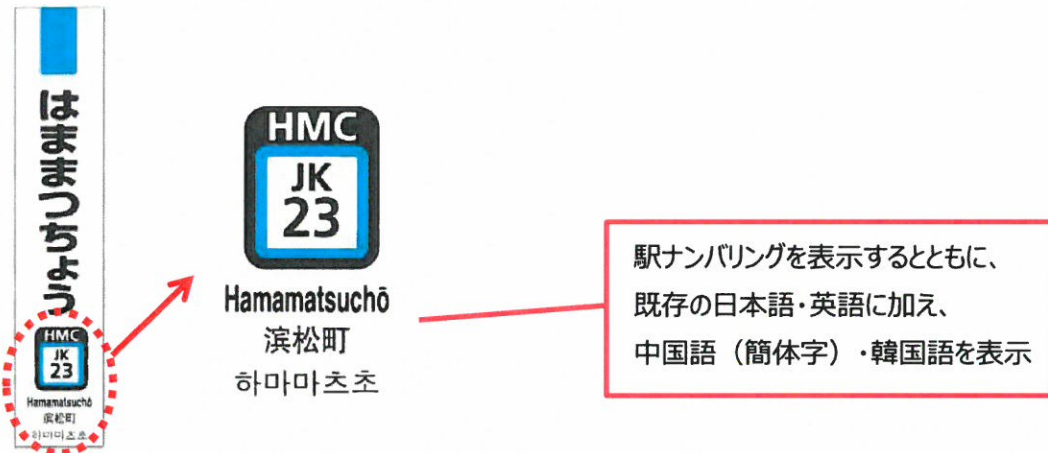 はままつちょう
HMC
JK
23
Hamamatsuchō
滨松町
하마마츠초
HMC
JK
23
Hamamatsuchō
滨松町
하마마츠초
駅ナンバリングを表示するとともに、
既存の日本語・英語に加え、
中国語（簡体字）・韓国語を表示